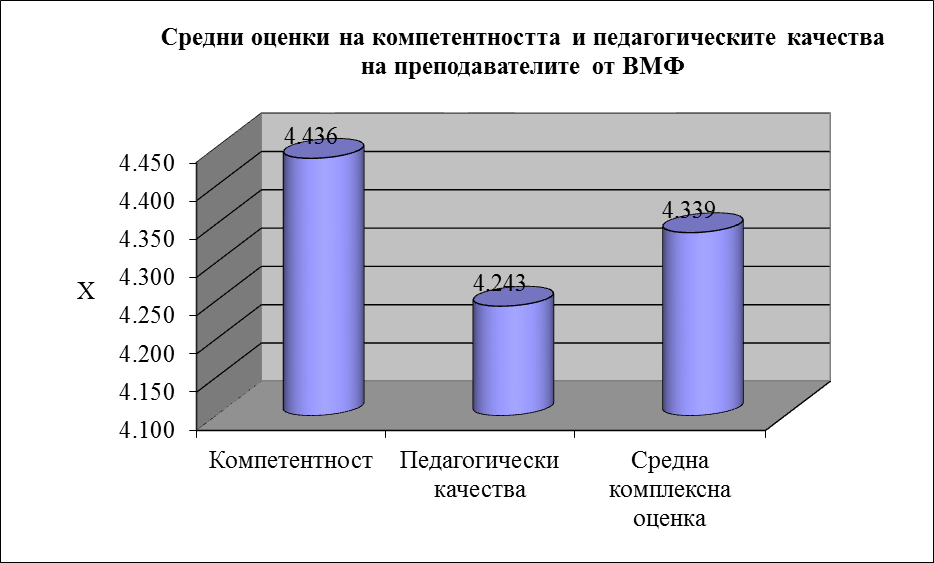 Средни оценки на компетентността и педагогическите качества
на преподавателите от ВМФ
4.436
4.339
4.243
4.450
4.400
4.350
4.300
4.250
4.200
4.150
4.100
X
Компетентност
Педагогически
качества
Средна
комплексна
оценка